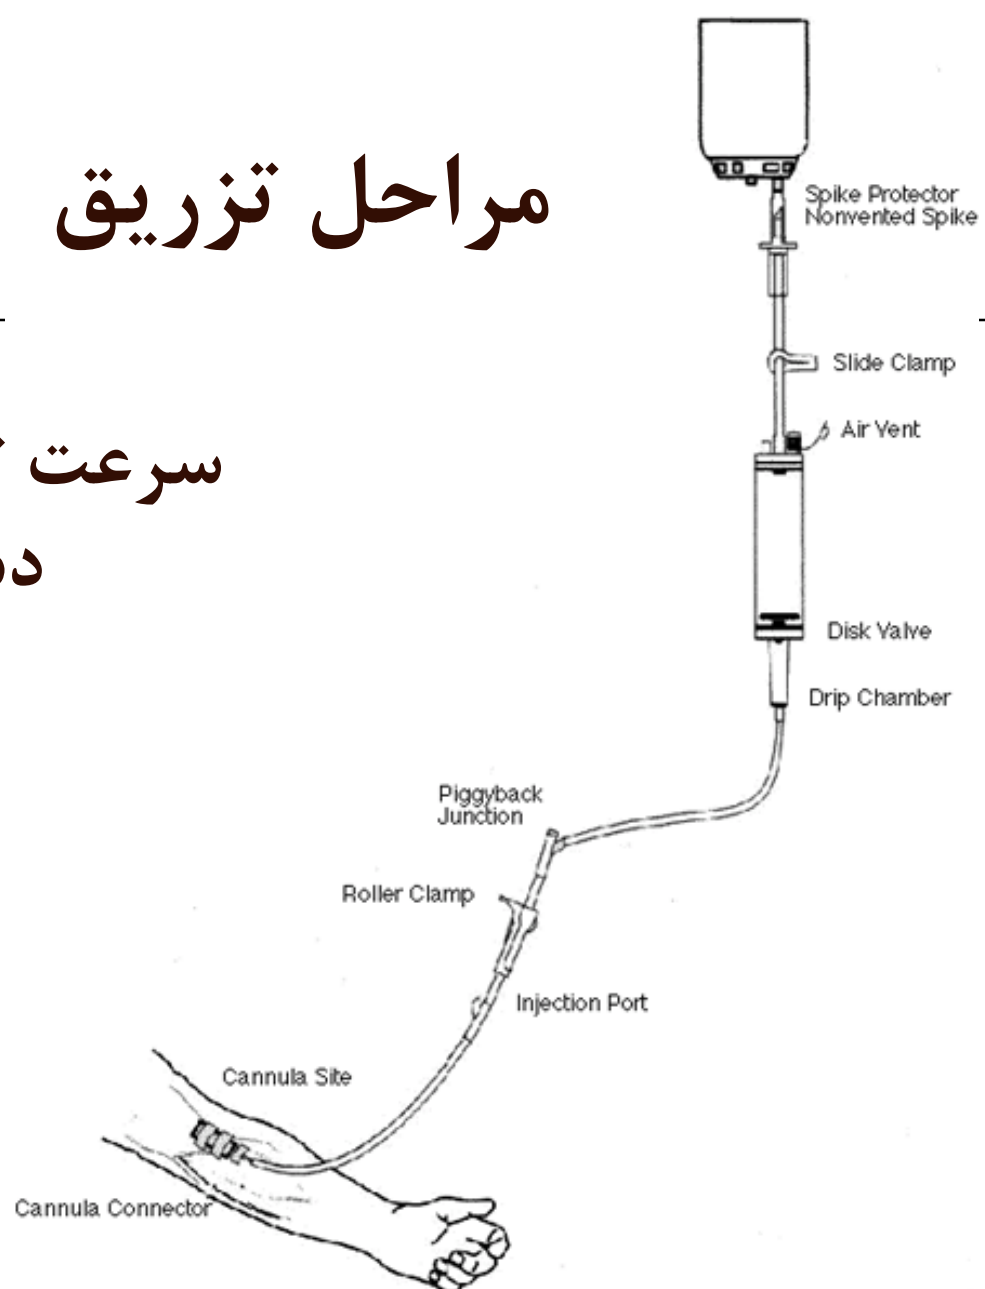 مراحل تزریق
Spike Protector
Nonvented Spike
Slide Clamp
Air Vent
سرعت
Disk Valve
Drip Chamber
Piggyback
Junction
Roller Clamp
Injection Port
Cannula Site
Cannula Connector